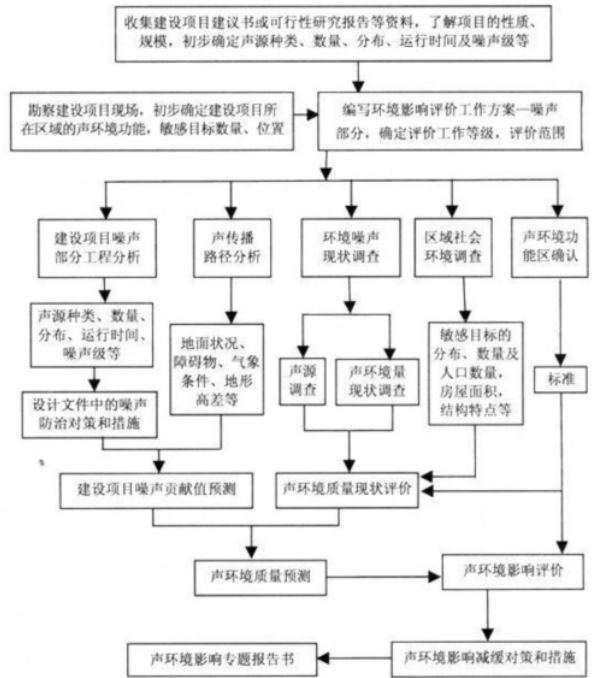 收集建设项目建议书或可行性研究报告等资料，了解项目的性质、
规模，初步确定声源种类、数量、分布、运行时间及噪声级等
勘察建设项目现场，初步确定建设项目所
在区域的声环境功能，敏感目标数量、位置
编写环境影响评价工作方案—噪声
部分，确定评价工作等级，评价范围
建设项目噪声
部分工程分析
声传播
路径分析
环境噪声
现状调查
区域社会
环境调查
声环境功
能区确认
声源种类、数量、
分布、运行时间、
噪声级等
地面状况、
障碍物、气象
条件、地形
高差等
声源
调查
声环境量
现状调查
敏感目标的
分布、数量及
人口数量，
房屋面积，
结构特点等
标准
设计文件中的噪声
防治对策和措施
建设项目噪声贡献值预测
声环境质量现状评价
声环境质量预测
声环境影响评价
声环境影响专题报告书
声环境影响减缓对策和措施